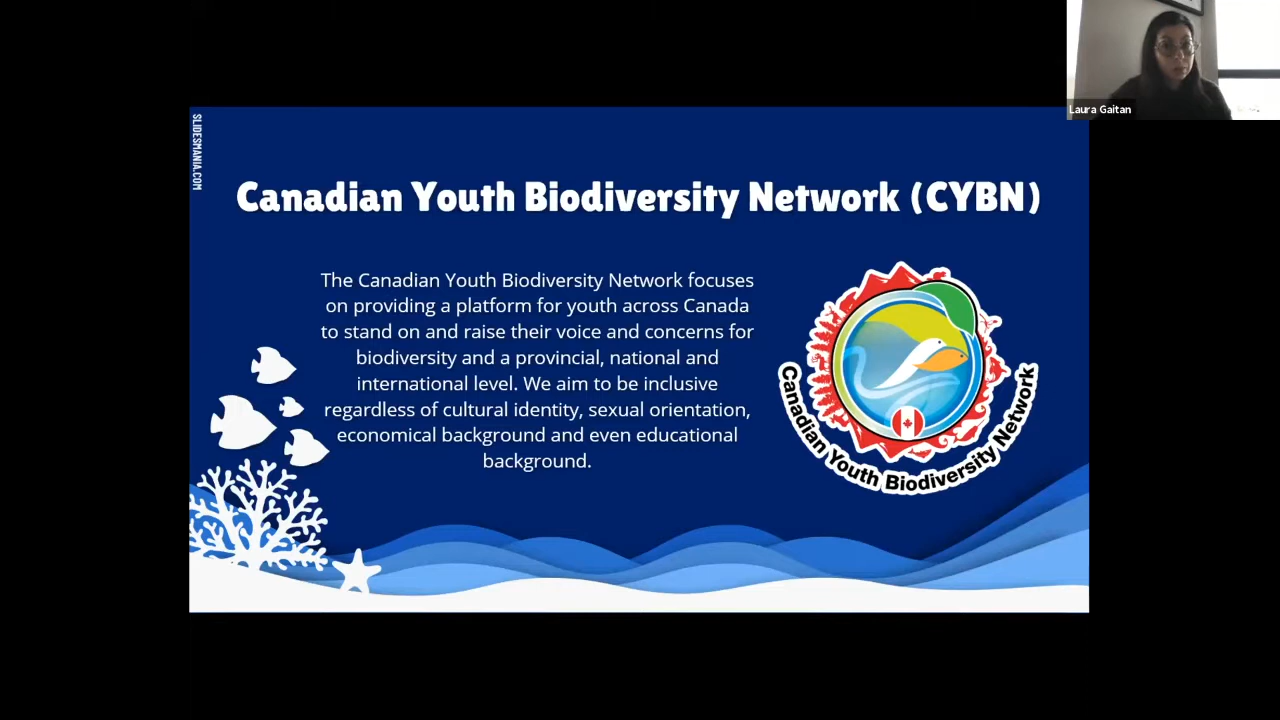 Laura Gaitan
SLIDESMANIA.COM
Canadian Youth Biodiversity Network (CYBN)
The Canadian Youth Biodiversity Network focuses
on providing a platform for youth across Canada
to stand on and raise their voice and concerns for
biodiversity and a provincial, national and
international level. We aim to be inclusive
regardless of cultural identity, sexual orientation,
economical background and even educational
background.
Canadian Youth Biodiversity Network